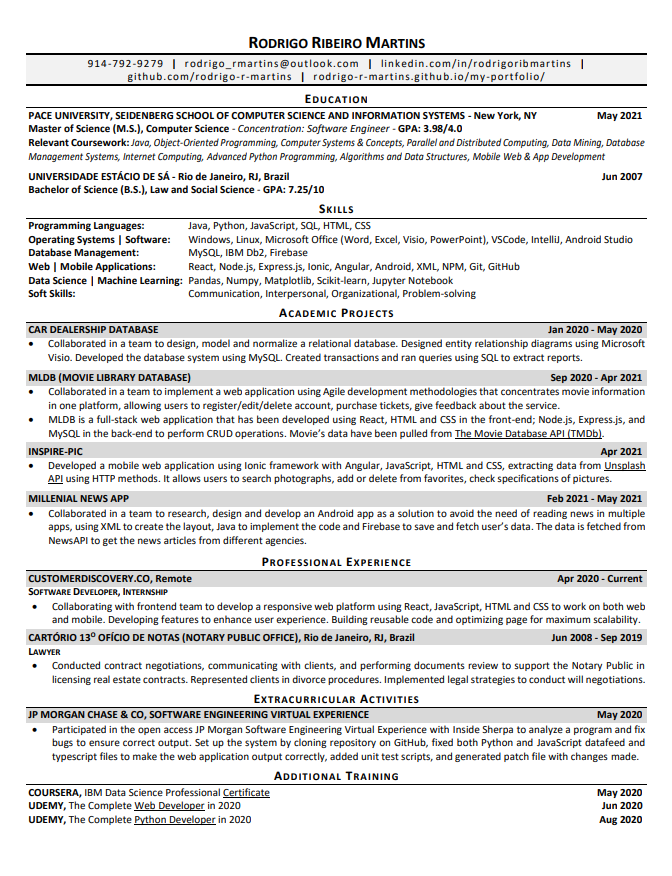 RODRIGO RIBEIRO MARTINS
914-792-9279 | rodrigo_rmartins@outlook.com | linkedin.com/in/rodrigoribmartins |
github.com/rodrigo-r-martins | rodrigo-r-martins.github.io/my-portfolio/
EDUCATION
PACE UNIVERSITY, SEIDENBERG SCHOOL OF COMPUTER SCIENCE AND INFORMATION SYSTEMS - New York, NY May 2021
Master of Science (M.S.), Computer Science - Concentration: Software Engineer - GPA: 3.98/4.0
Relevant Coursework: Java, Object-Oriented Programming, Computer Systems & Concepts, Parallel and Distributed Computing, Data Mining, Database
Management Systems, Internet Computing, Advanced Python Programming, Algorithms and Data Structures, Mobile Web & App Development
UNIVERSIDADE ESTÁCIO DE SÁ - Rio de Janeiro, RJ, Brazil Jun 2007
Bachelor of Science (B.S.), Law and Social Science - GPA: 7.25/10
SKILLS
Programming Languages: Java, Python, JavaScript, SQL, HTML, CSS
Operating Systems | Software: Windows, Linux, Microsoft Office (Word, Excel, Visio, PowerPoint), VSCode, IntelliJ, Android Studio
Database Management: MySQL, IBM Db2, Firebase
Web | Mobile Applications: React, Node.js, Express.js, Ionic, Angular, Android, XML, NPM, Git, GitHub
Data Science | Machine Learning: Pandas, Numpy, Matplotlib, Scikit-learn, Jupyter Notebook
Soft Skills: Communication, Interpersonal, Organizational, Problem-solving
ACADEMIC PROJECTS
CAR DEALERSHIP DATABASE Jan 2020 - May 2020
• Collaborated in a team to design, model and normalize a relational database. Designed entity relationship diagrams using Microsoft
Visio. Developed the database system using MySQL. Created transactions and ran queries using SQL to extract reports.
MLDB (MOVIE LIBRARY DATABASE) Sep 2020 - Apr 2021
• Collaborated in a team to implement a web application using Agile development methodologies that concentrates movie information
in one platform, allowing users to register/edit/delete account, purchase tickets, give feedback about the service.
• MLDB is a full-stack web application that has been developed using React, HTML and CSS in the front-end; Node.js, Express.js, and
MySQL in the back-end to perform CRUD operations. Movie's data have been pulled from The Movie Database API (TMDb).
INSPIRE-PIC Apr 2021
• Developed a mobile web application using Ionic framework with Angular, JavaScript, HTML and CSS, extracting data from Unsplash
API using HTTP methods. It allows users to search photographs, add or delete from favorites, check specifications of pictures.
MILLENIAL NEWS APP Feb 2021 - May 2021
• Collaborated in a team to research, design and develop an Android app as a solution to avoid the need of reading news in multiple
apps, using XML to create the layout, Java to implement the code and Firebase to save and fetch user's data. The data is fetched from
NewsAPI to get the news articles from different agencies.
PROFESSIONAL EXPERIENCE
CUSTOMERDISCOVERY.CO, Remote Apr 2020 - Current
SOFTWARE DEVELOPER, INTERNSHIP
• Collaborating with frontend team to develop a responsive web platform using React, JavaScript, HTML and CSS to work on both web
and mobile. Developing features to enhance user experience. Building reusable code and optimizing page for maximum scalability.
CARTÓRIO 13º OFÍCIO DE NOTAS (NOTARY PUBLIC OFFICE), Rio de Janeiro, RJ, Brazil Jun 2008 - Sep 2019
LAWYER
• Conducted contract negotiations, communicating with clients, and performing documents review to support the Notary Public in
licensing real estate contracts. Represented clients in divorce procedures. Implemented legal strategies to conduct will negotiations.
EXTRACURRICULAR ACTIVITIES
JP MORGAN CHASE & CO, SOFTWARE ENGINEERING VIRTUAL EXPERIENCE May 2020
• Participated in the open access JP Morgan Software Engineering Virtual Experience with Inside Sherpa to analyze a program and fix
bugs to ensure correct output. Set up the system by cloning repository on GitHub, fixed both Python and JavaScript datafeed and
typescript files to make the web application output correctly, added unit test scripts, and generated patch file with changes made.
ADDITIONAL TRAINING
COURSERA, IBM Data Science Professional Certificate May 2020
UDEMY, The Complete Web Developer in 2020 Jun 2020
UDEMY, The Complete Python Developer in 2020 Aug 2020